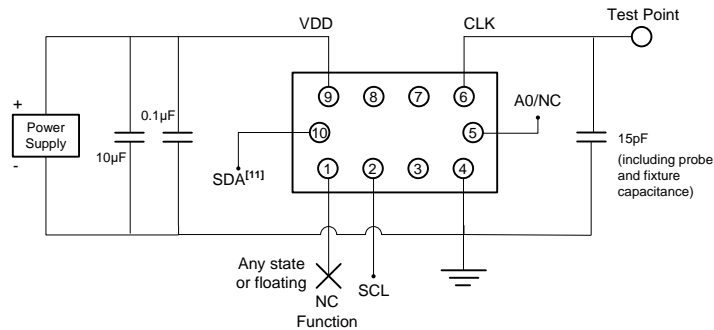 Test Point
VDD
CLK
9
8
7
6
A0/NC
+
Power
Supply
-
0.1µF
10µF
10
5
15pF
(including probe
and fixture
capacitance)
SDA[11]
1
2
3
4
Any state
or floating
NC
Function
SCL